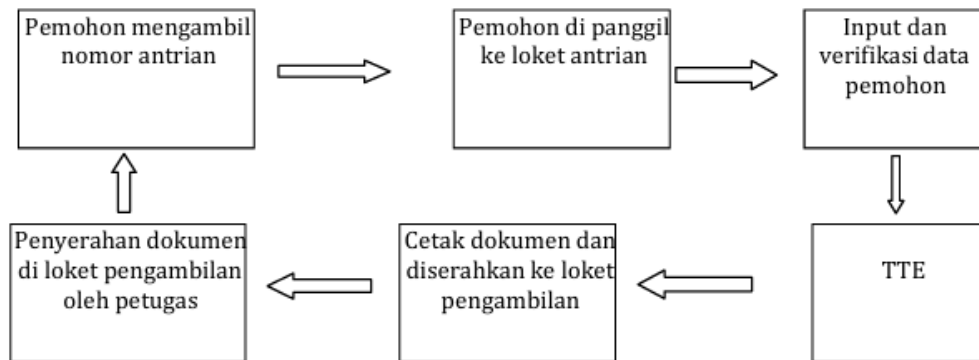 Pemohon mengambil
nomor antrian
Pemohon di panggil
ke loket antrian
Input dan
verifikasi data
pemohon
TTE
Cetak dokumen dan
diserahkan ke loket
pengambilan
Penyerahan dokumen
di loket pengambilan
oleh petugas